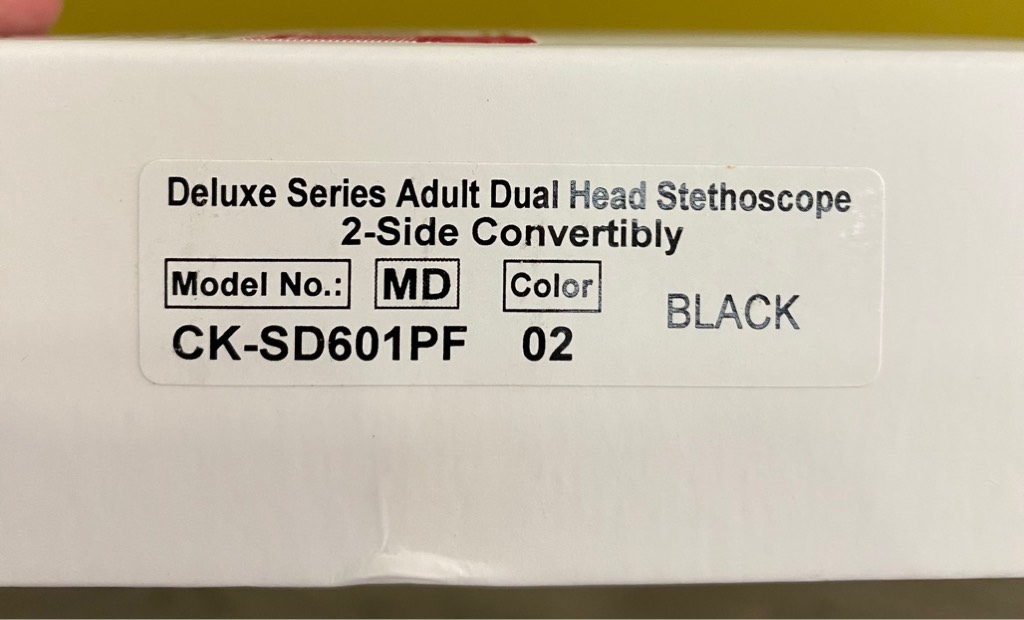 Deluxe Series Adult Dual Head Stethoscope
2-Side Convertibly
Model No.: MD Color
CK-SD601PF 02 BLACK